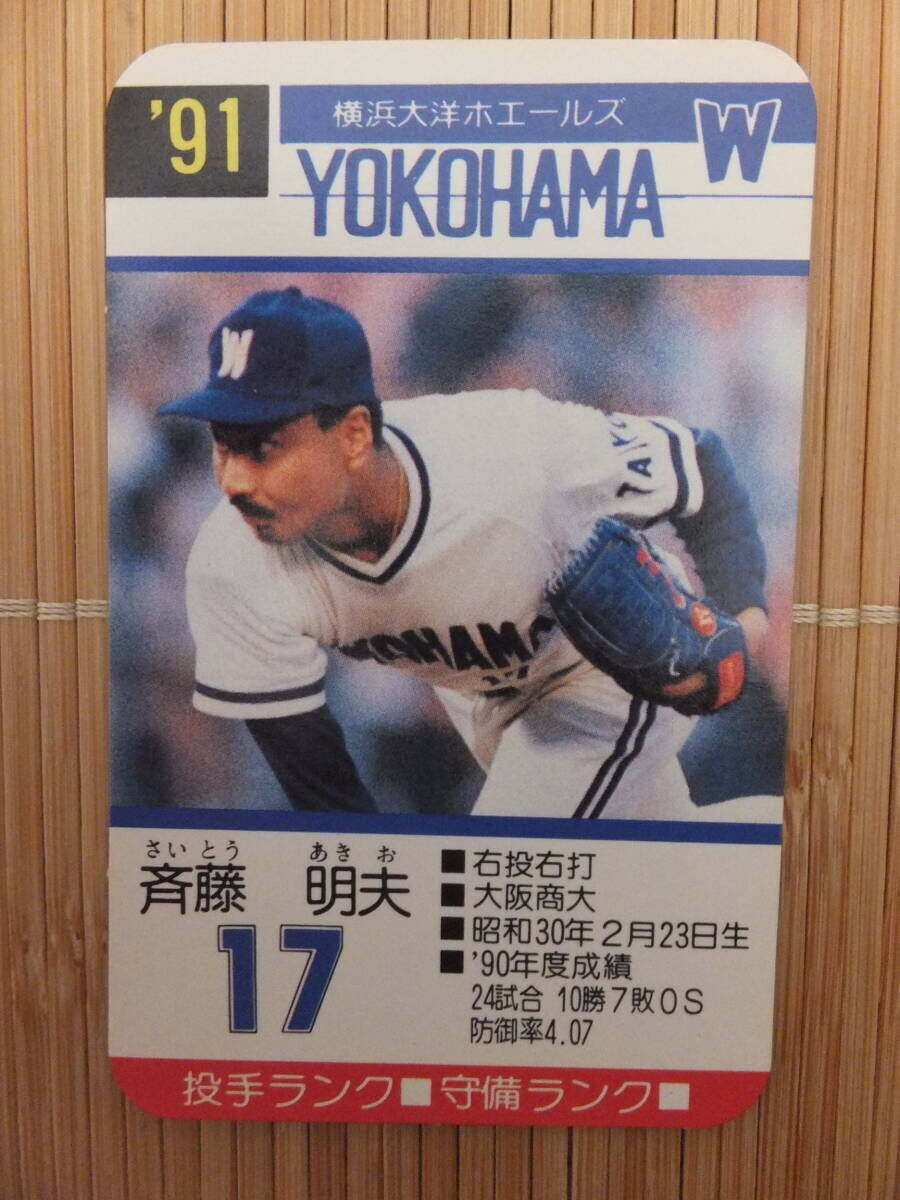 '91
横浜大洋ホエールズ
W
YOKOHAMA
W
TAIYO
YOKOHAMA
17
さいとう あきお
斉藤 明夫
17
■右投右打
■大阪商大
■昭和30年2月23日生
■'90年度成績
24試合 10勝7敗0S
防御率4.07
投手ランク□ 守備ランク□